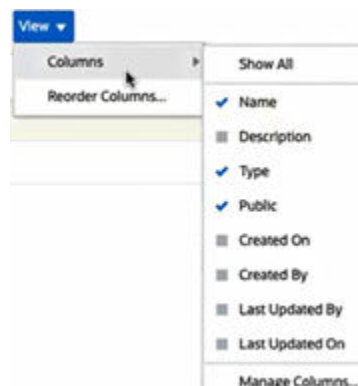 View
Columns
Reorder Columns...
Show All
Name
Description
Type
Public
Created On
Created By
Last Updated By
Last Updated On
Manage Columns...